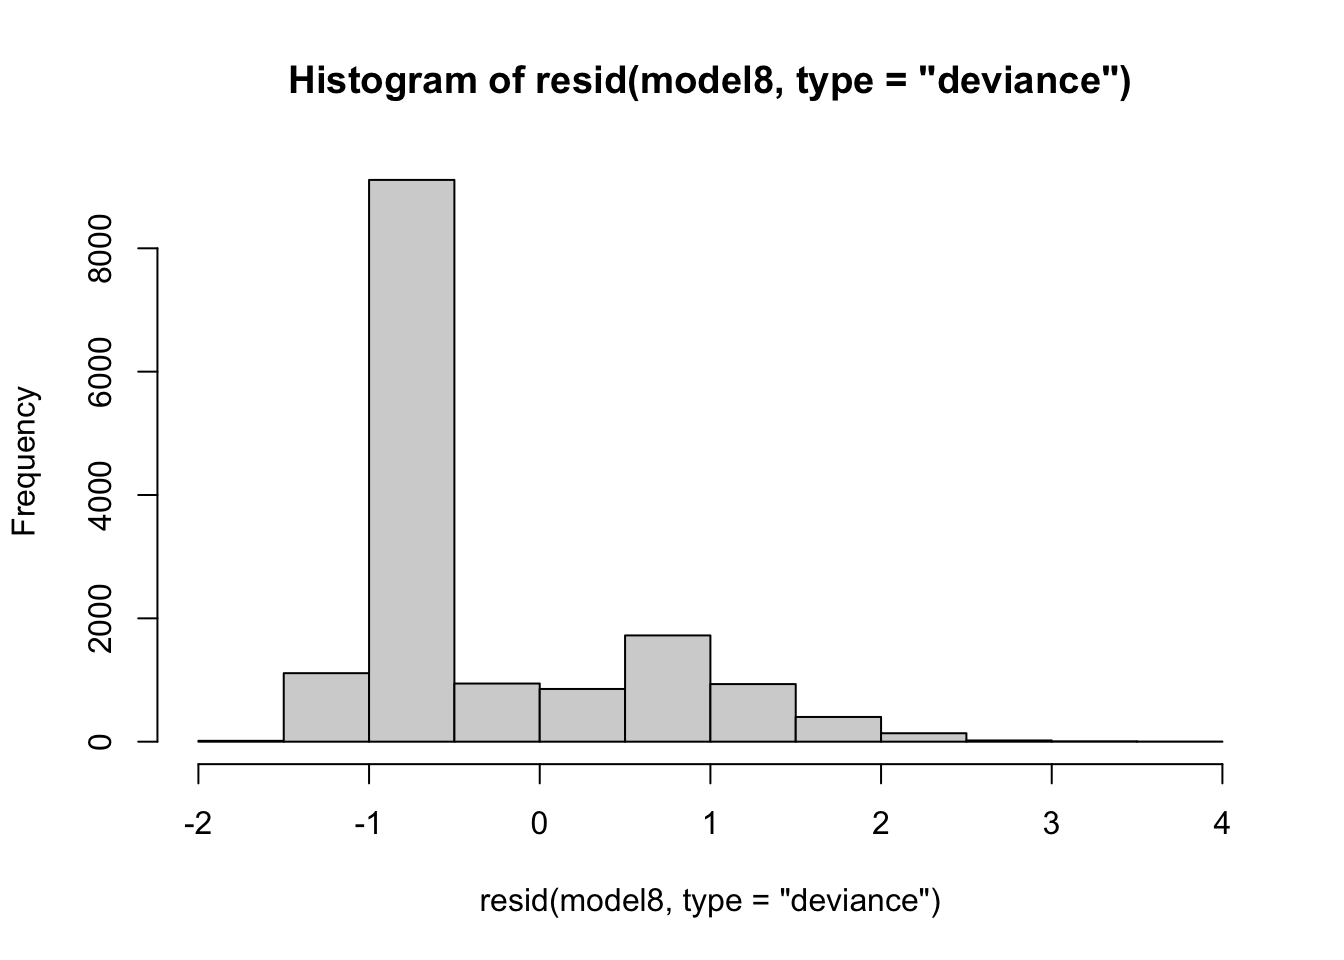 Histogram of resid(model8, type = "deviance")
Frequency
8000
6000
4000
2000
0
-2 -1 0 1 2 3 4
resid(model8, type = "deviance")